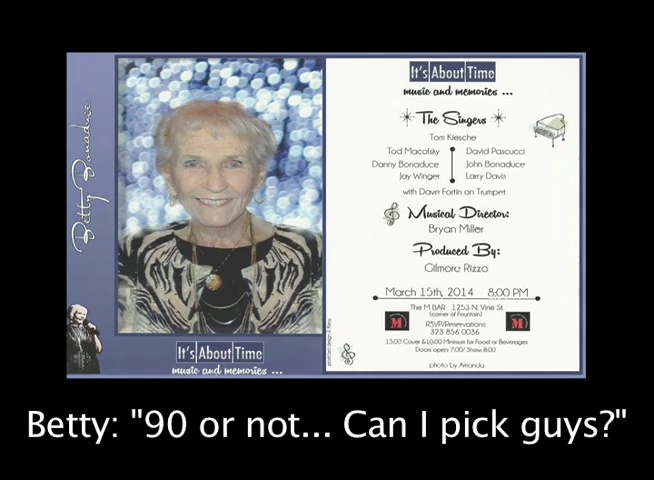 Betty Bonaduce
It's About Time
music and memories ...
It's About Time
music and memories ...
The Singers
Tom Kiesche
Tod Macofsky David Pascucci
Danny Bonaduce John Bonaduce
Jay Winger Larry Davis
with Dave Fortin on Trumpet
Musical Director:
Bryan Miller
Produced By:
Gilmore Rizzo
March 15th, 2014 8:00 PM
The M BAR 1253 N. Vine St
(corner of Fountain)
RSVP/Reservations:
323 856 0036
15.00 Cover &10.00 Minimum for Food or Beverages
Doors open 7:00/ Show 8:00
photo by Amanda
Betty: "90 or not... Can I pick guys?"